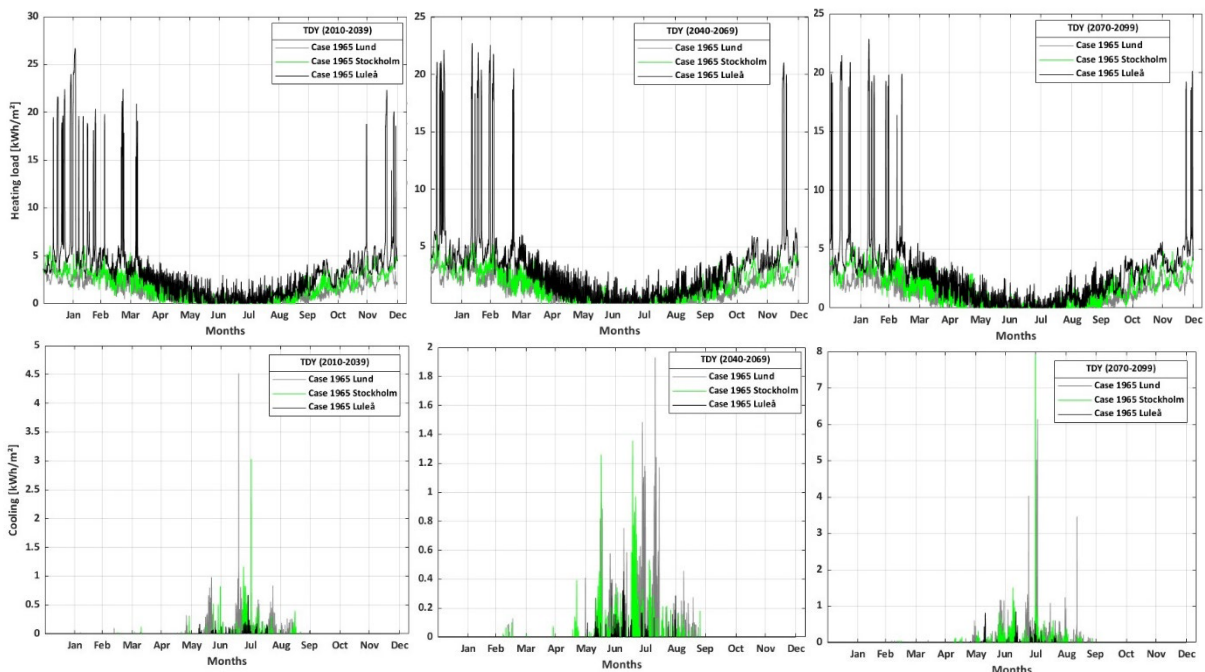 30
25
20
15
10
5
0
Heating load [kWh/m²]
TDY (2010-2039)
Case 1965 Lund
Case 1965 Stockholm
Case 1965 Luleå
Jan Feb Mar Apr May Jun Jul Aug Sep Oct Nov Dec
Months
25
20
15
10
5
0
TDY (2040-2069)
Case 1965 Lund
Case 1965 Stockholm
Case 1965 Luleå
Jan Feb Mar Apr May Jun Jul Aug Sep Oct Nov Dec
Months
25
20
15
10
5
0
TDY (2070-2099)
Case 1965 Lund
Case 1965 Stockholm
Case 1965 Luleå
Jan Feb Mar Apr May Jun Jul Aug Sep Oct Nov Dec
Months
5
4.5
4
3.5
3
2.5
2
1.5
1
0.5
0
Cooling [kWh/m²]
TDY (2010-2039)
Case 1965 Lund
Case 1965 Stockholm
Case 1965 Luleå
Jan Feb Mar Apr May Jun Jul Aug Sep Oct Nov Dec
Months
2
1.8
1.6
1.4
1.2
1
0.8
0.6
0.4
0.2
0
TDY (2040-2069)
Case 1965 Lund
Case 1965 Stockholm
Case 1965 Luleå
Jan Feb Mar Apr May Jun Jul Aug Sep Oct Nov Dec
Months
8
7
6
5
4
3
2
1
0
TDY (2070-2099)
Case 1965 Lund
Case 1965 Stockholm
Case 1965 Luleå
Jan Feb Mar Apr May Jun Jul Aug Sep Oct Nov Dec
Months